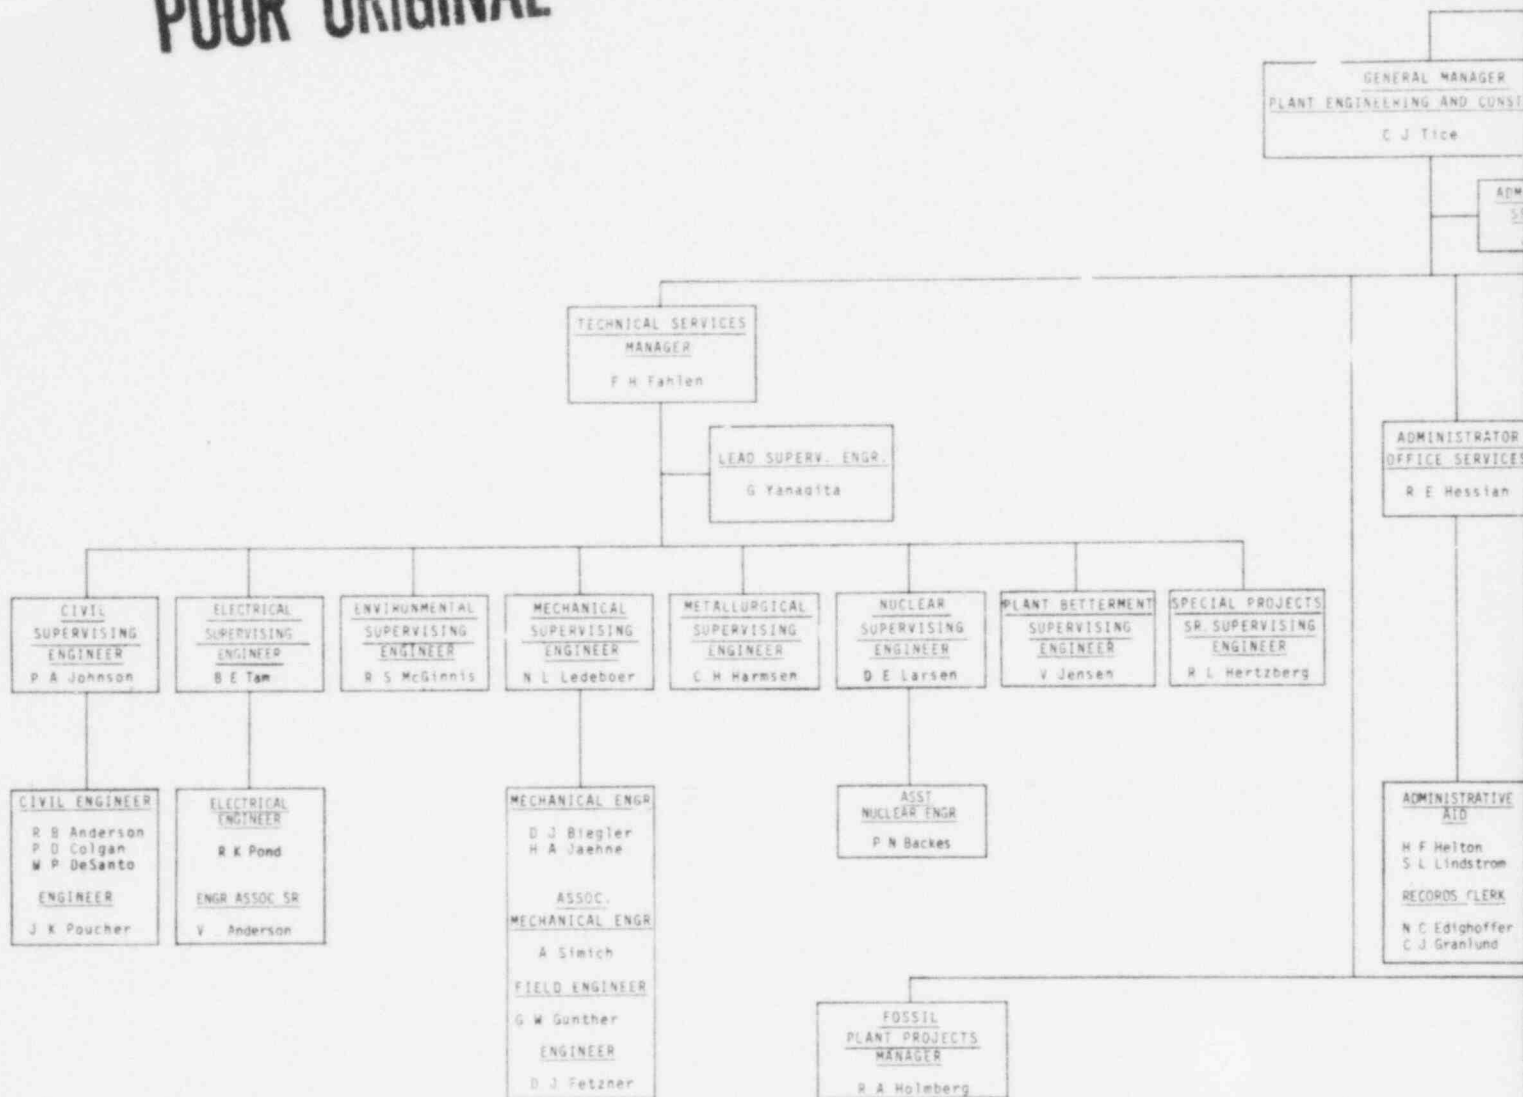 POOR ORIGINAL
GENERAL MANAGER
PLANT ENGINEERING AND CONST
C J Tice
ADM
TECHNICAL SERVICES
MANAGER
F H Fahlen
LEAD SUPERV. ENGR.
G Yanagita
ADMINISTRATOR
OFFICE SERVICES
R E Hessian
CIVIL
SUPERVISING
ENGINEER
P A Johnson
ELECTRICAL
SUPERVISING
ENGINEER
B E Tam
ENVIRONMENTAL
SUPERVISING
ENGINEER
R S McGinnis
MECHANICAL
SUPERVISING
ENGINEER
N L Ledeboer
METALLURGICAL
SUPERVISING
ENGINEER
C H Harmsen
NUCLEAR
SUPERVISING
ENGINEER
D E Larsen
PLANT BETTERMENT
SUPERVISING
ENGINEER
V Jensen
SPECIAL PROJECTS
SR. SUPERVISING
ENGINEER
R L Hertzberg
CIVIL ENGINEER
R B Anderson
P D Colgan
W P DeSanto
ENGINEER
J K Poucher
ELECTRICAL
ENGINEER
R K Pond
ENGR ASSOC SR
V Anderson
MECHANICAL ENGR
D J Biegler
H A Jaehne
ASSOC.
MECHANICAL ENGR
A Simich
FIELD ENGINEER
G W Gunther
ENGINEER
D J Fetzner
ASST
NUCLEAR ENGR
P N Backes
ADMINISTRATIVE
AID
H F Helton
S L Lindstrom
RECORDS CLERK
N C Edighoffer
C J Granlund
FOSSIL
PLANT PROJECTS
MANAGER
R A Holmberg